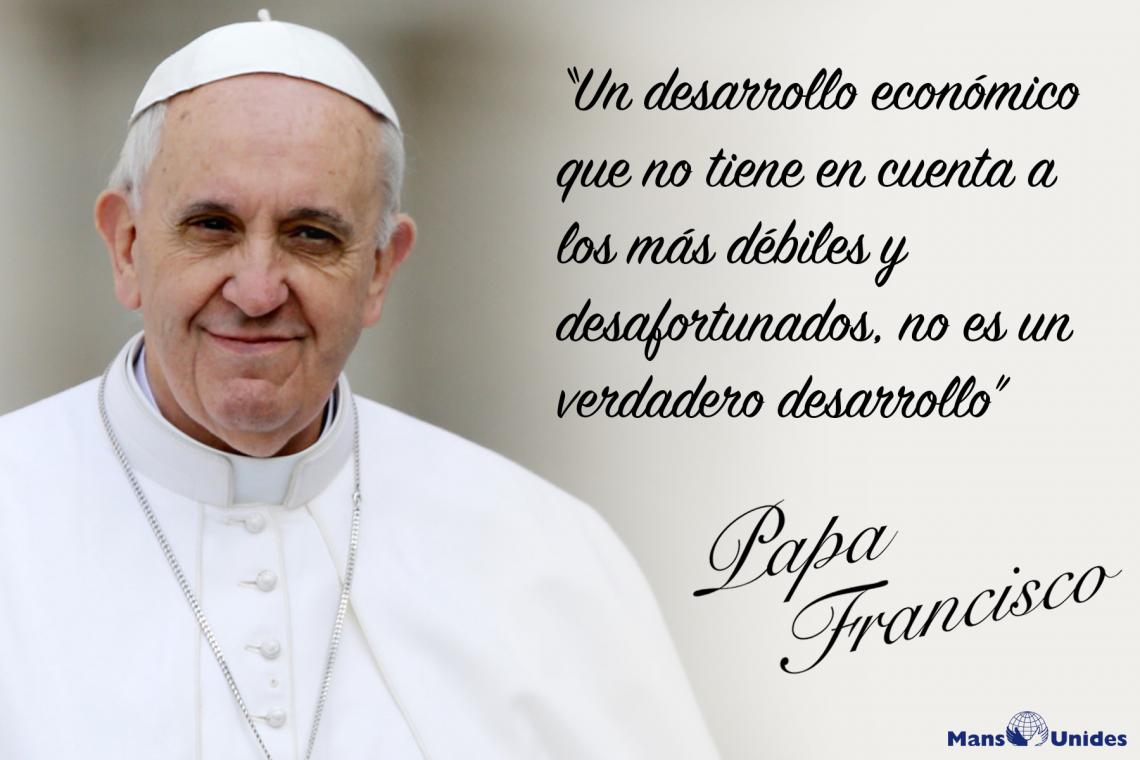 “Un desarrollo económico
que no tiene en cuenta a
los más débiles y
desafortunados, no es un
verdadero desarrollo”
Papa
Francisco
Mans Unides